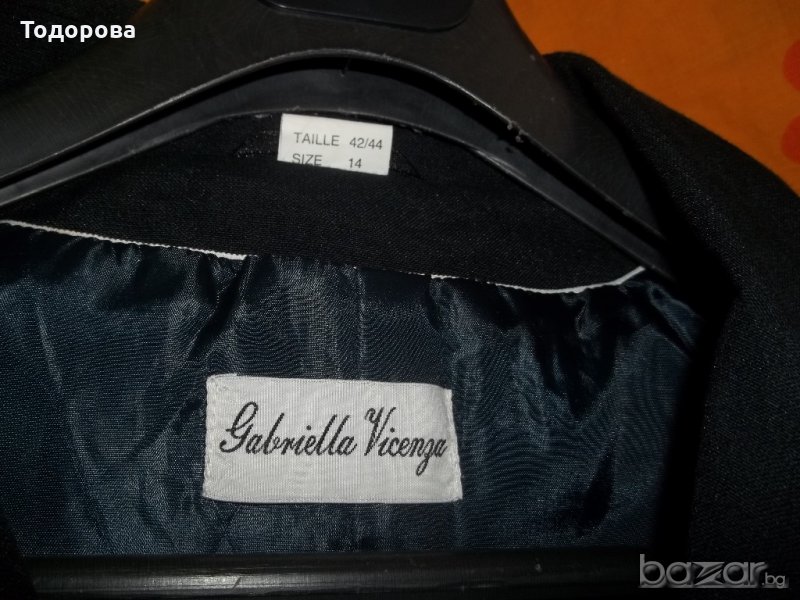 Тодорова
TAILLE 42/44
SIZE 14
Gabriella Vicenza
bazar.bg